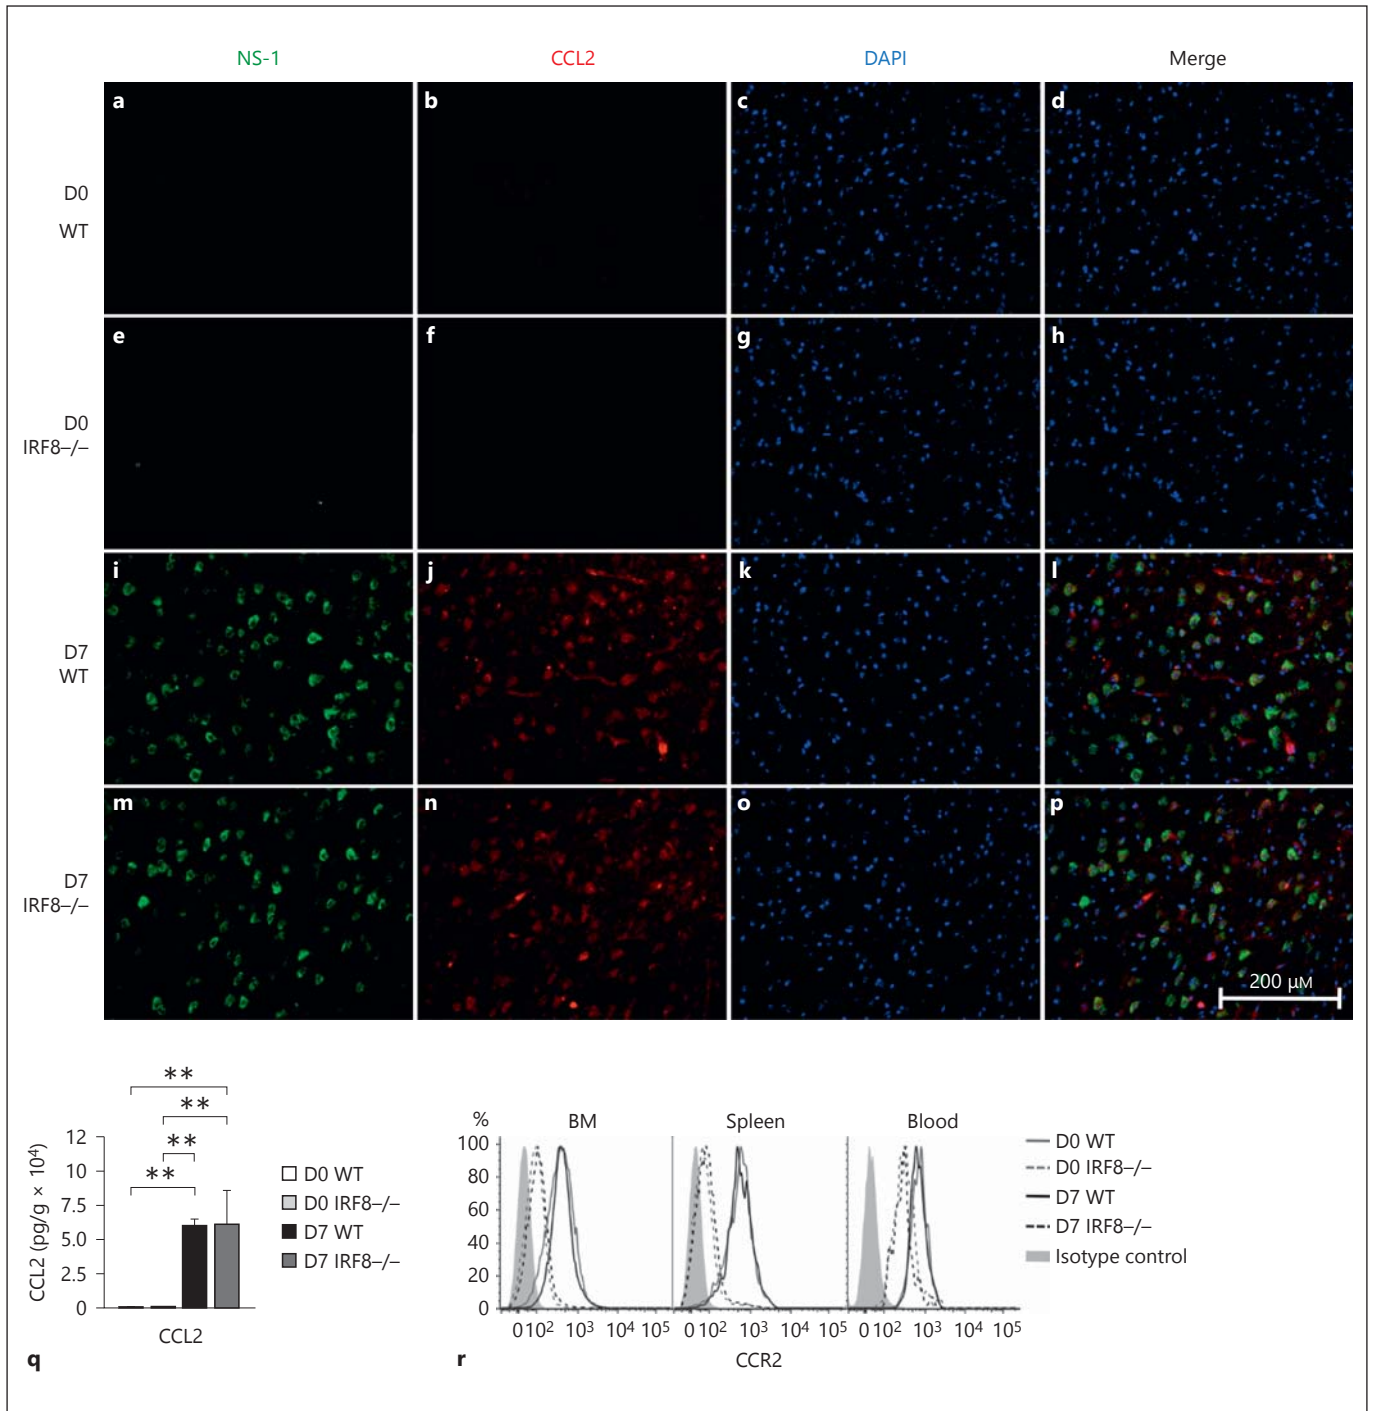 NS-1 CCL2 DAPI Merge
a b c d
D0
WT
e f g h
D0
IRF8–/–
i j k l
D7
WT
m n o p
D7
IRF8–/–
200 µM
**
**
**
**
CCL2 (pg/g × 10⁴)
12
10
7.5
5.0
2.5
0
CCL2
D0 WT
D0 IRF8–/–
D7 WT
D7 IRF8–/–
q
% BM Spleen Blood
100
80
60
40
20
0
0 10² 10³ 10⁴ 10⁵ 0 10² 10³ 10⁴ 10⁵ 0 10² 10³ 10⁴ 10⁵
CCR2
D0 WT
D0 IRF8–/–
D7 WT
D7 IRF8–/–
Isotype control
r